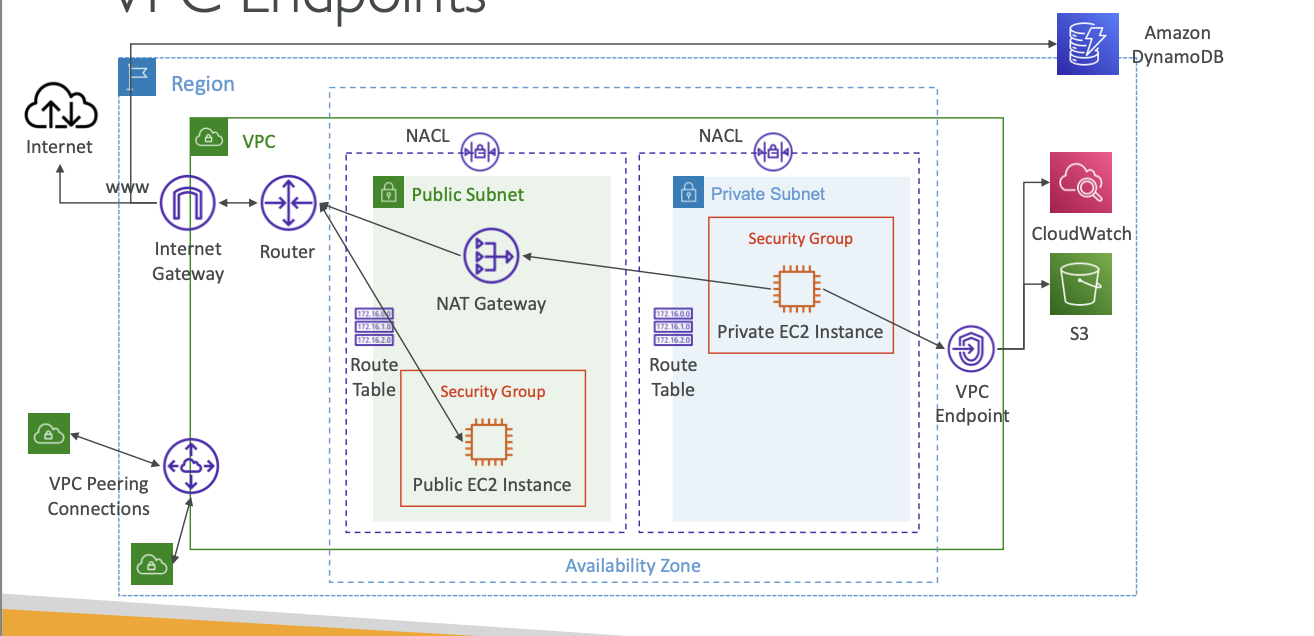 VPC Endpoints
Amazon
DynamoDB
Region
Internet
VPC
NACL
NACL
www
Public Subnet
Private Subnet
Internet
Gateway
Router
NAT Gateway
Security Group
Private EC2 Instance
CloudWatch
S3
172.16.0.0
172.16.1.0
172.16.2.0
Route
Table
172.16.0.0
172.16.1.0
172.16.2.0
Route
Table
Security Group
Public EC2 Instance
VPC
Endpoint
VPC Peering
Connections
Availability Zone